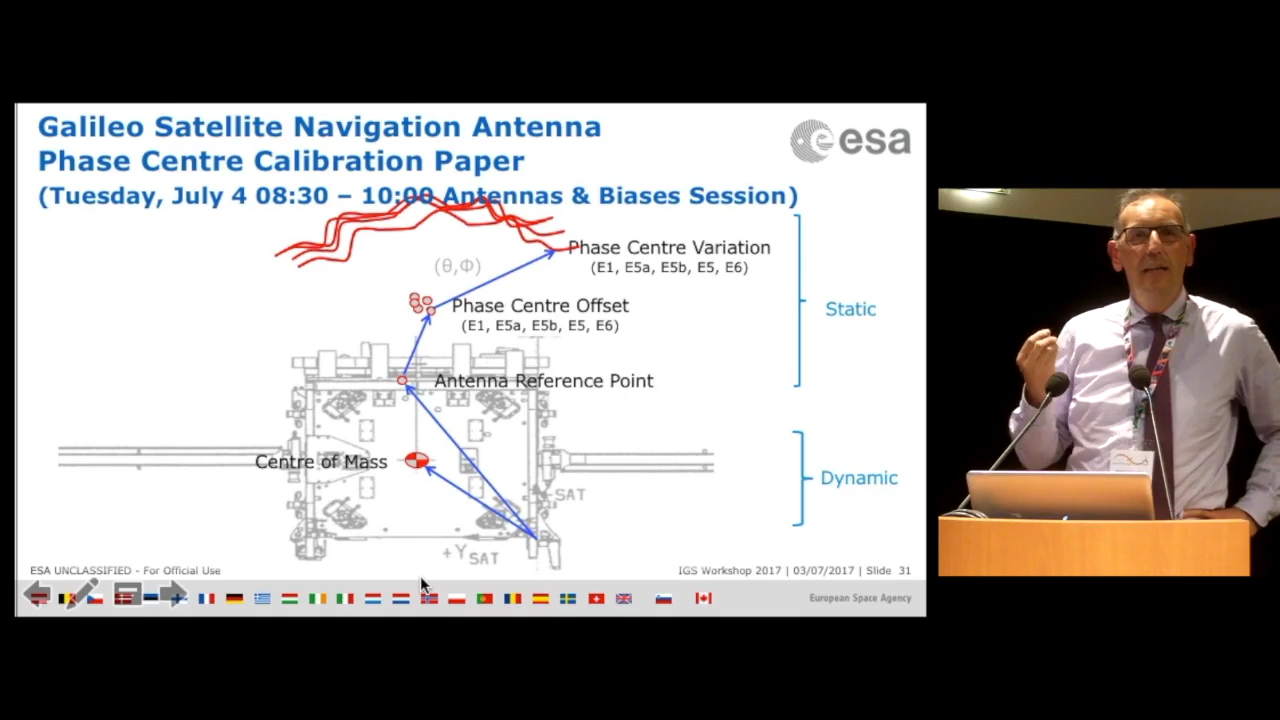 Galileo Satellite Navigation Antenna
Phase Centre Calibration Paper
(Tuesday, July 4 08:30 – 10:00 Antennas & Biases Session)
esa
Phase Centre Variation
(E1, E5a, E5b, E5, E6)
(θ,Φ)
Phase Centre Offset
(E1, E5a, E5b, E5, E6)
Static
Antenna Reference Point
Centre of Mass
Dynamic
SAT
+Y SAT
ESA UNCLASSIFIED - For Official Use
IGS Workshop 2017 | 03/07/2017 | Slide 31
European Space Agency